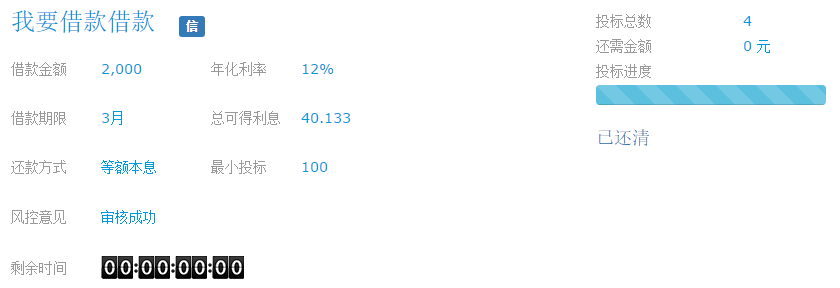 我要借款借款 信
借款金额 2,000 年化利率 12%
借款期限 3月 总可得利息 40.133
还款方式 等额本息 最小投标 100
风控意见 审核成功
剩余时间 00:00:00:00
投标总数 4
还需金额 0 元
投标进度
已还清